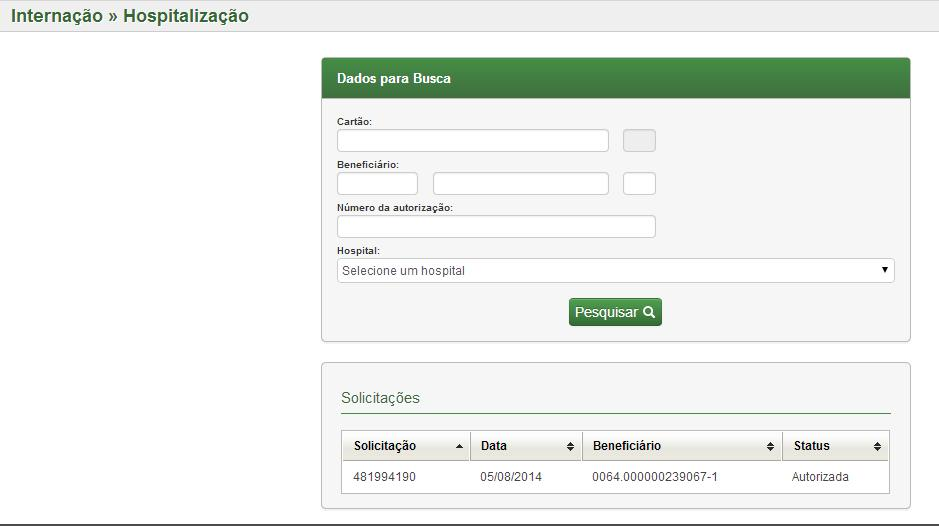 Internação » Hospitalização
Dados para Busca
Cartão:
Beneficiário:
Número da autorização:
Hospital:
Selecione um hospital
Pesquisar
Solicitações
Solicitação Data Beneficiário Status
481994190 05/08/2014 0064.000000239067-1 Autorizada